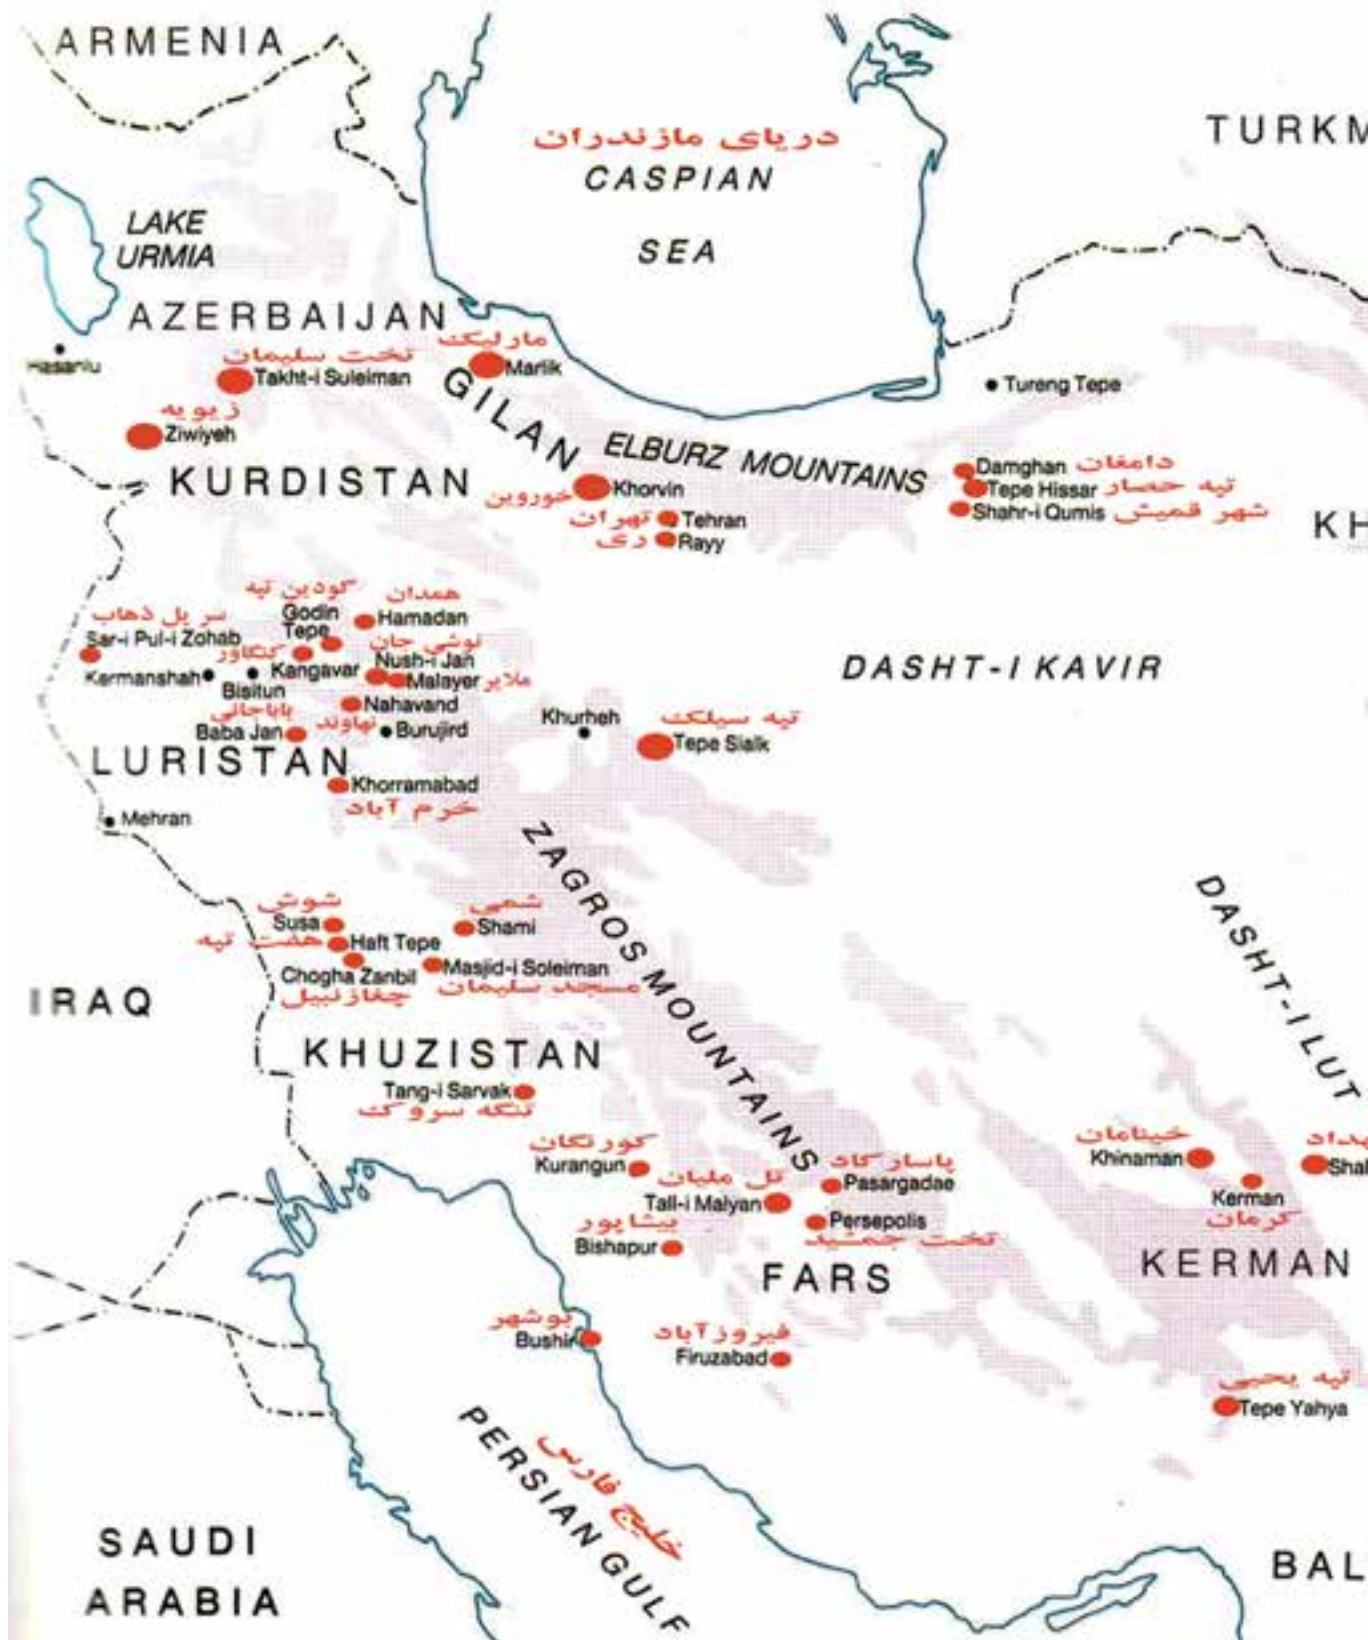 ARMENIA
دریای مازندران
CASPIAN
SEA
TURKM
LAKE
URMIA
AZERBAIJAN
Hasanlu
تخت سلیمان
Takht-i Suleiman
مارلیک
Marlik
GILAN
زیویه
Ziwiyeh
KURDISTAN
ELBURZ MOUNTAINS
Tureng Tepe
Khorvin
خوروین
تهران
Tehran
ری
Rayy
Damghan دامغان
Tepe Hissar تپه حصار
Shahr-i Qumis شهر قمیش
KH
گودین تپه
Godin
Tepe
همدان
Hamadan
سر پل ذهاب
Sar-i Pul-i Zohab
کنگاور
Kangavar
نوشی جان
Nush-i Jan
Malayer ملایر
Kermanshah
Bisitun
Nahavand
نهاوند
باباجانی
Baba Jan
Burujird
LURISTAN
Khorramabad
خرم آباد
Mehran
DASHT-I KAVIR
Khurheh
تپه سیلک
Tepe Sialk
ZAGROS MOUNTAINS
DASHT-I LUT
شوش
Susa
هفت تپه
Haft Tepe
Chogha Zanbil
چغازنبیل
شمی
Shami
Masjid-i Soleiman
مسجد سلیمان
IRAQ
KHUZISTAN
Tang-i Sarvak
تنگه سروک
کورنگان
Kurangun
تل ملیان
Tall-i Malyan
پاسارگاد
Pasargadae
Persepolis
تخت جمشید
بیشاپور
Bishapur
FARS
خینامان
Khinaman
Kerman
کرمان
KERMAN
Shal
بوشهر
Bushir
فیروزآباد
Firuzabad
تپه یحیی
Tepe Yahya
خلیج فارس
PERSIAN GULF
SAUDI
ARABIA
BAL